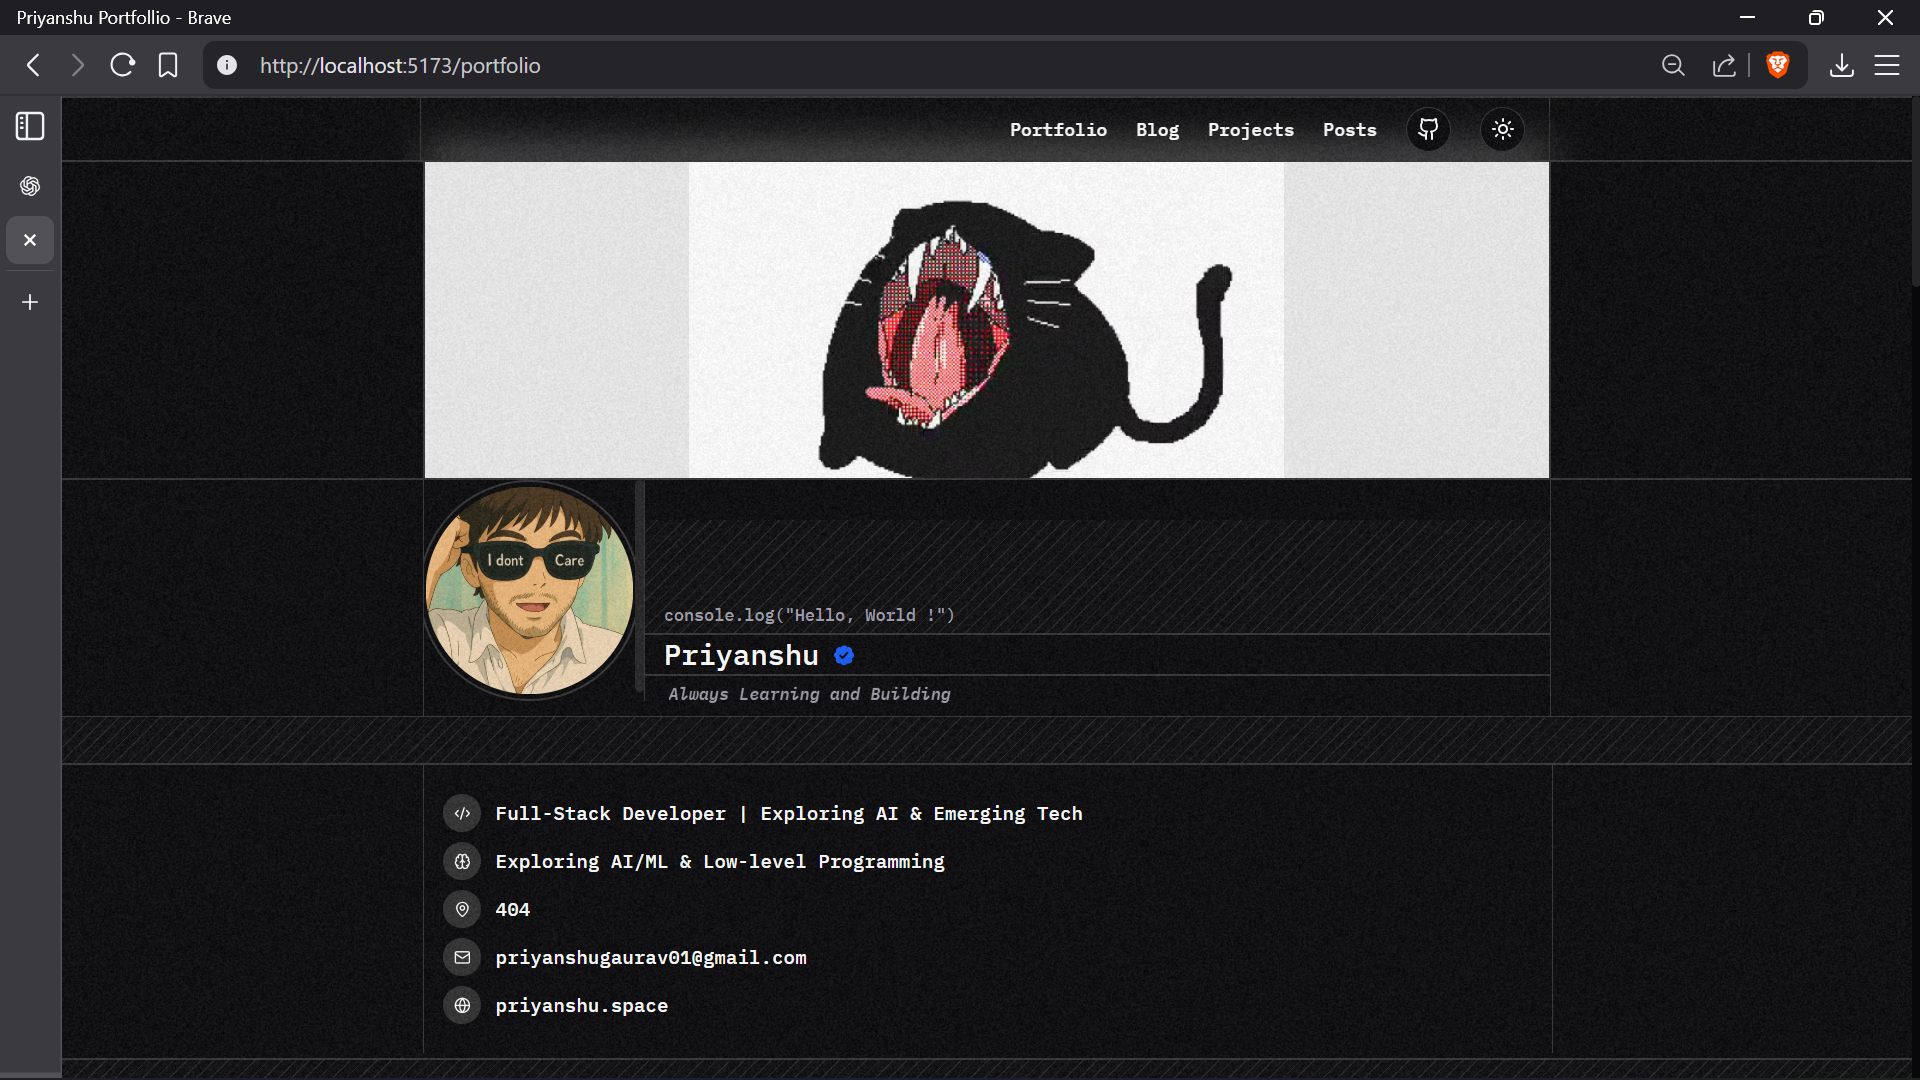 Priyanshu Portfollio - Brave
http://localhost:5173/portfolio
Portfolio Blog Projects Posts
I dont Care
console.log("Hello, World !")
Priyanshu
Always Learning and Building
Full-Stack Developer | Exploring AI & Emerging Tech
Exploring AI/ML & Low-level Programming
404
priyanshugaurav01@gmail.com
priyanshu.space